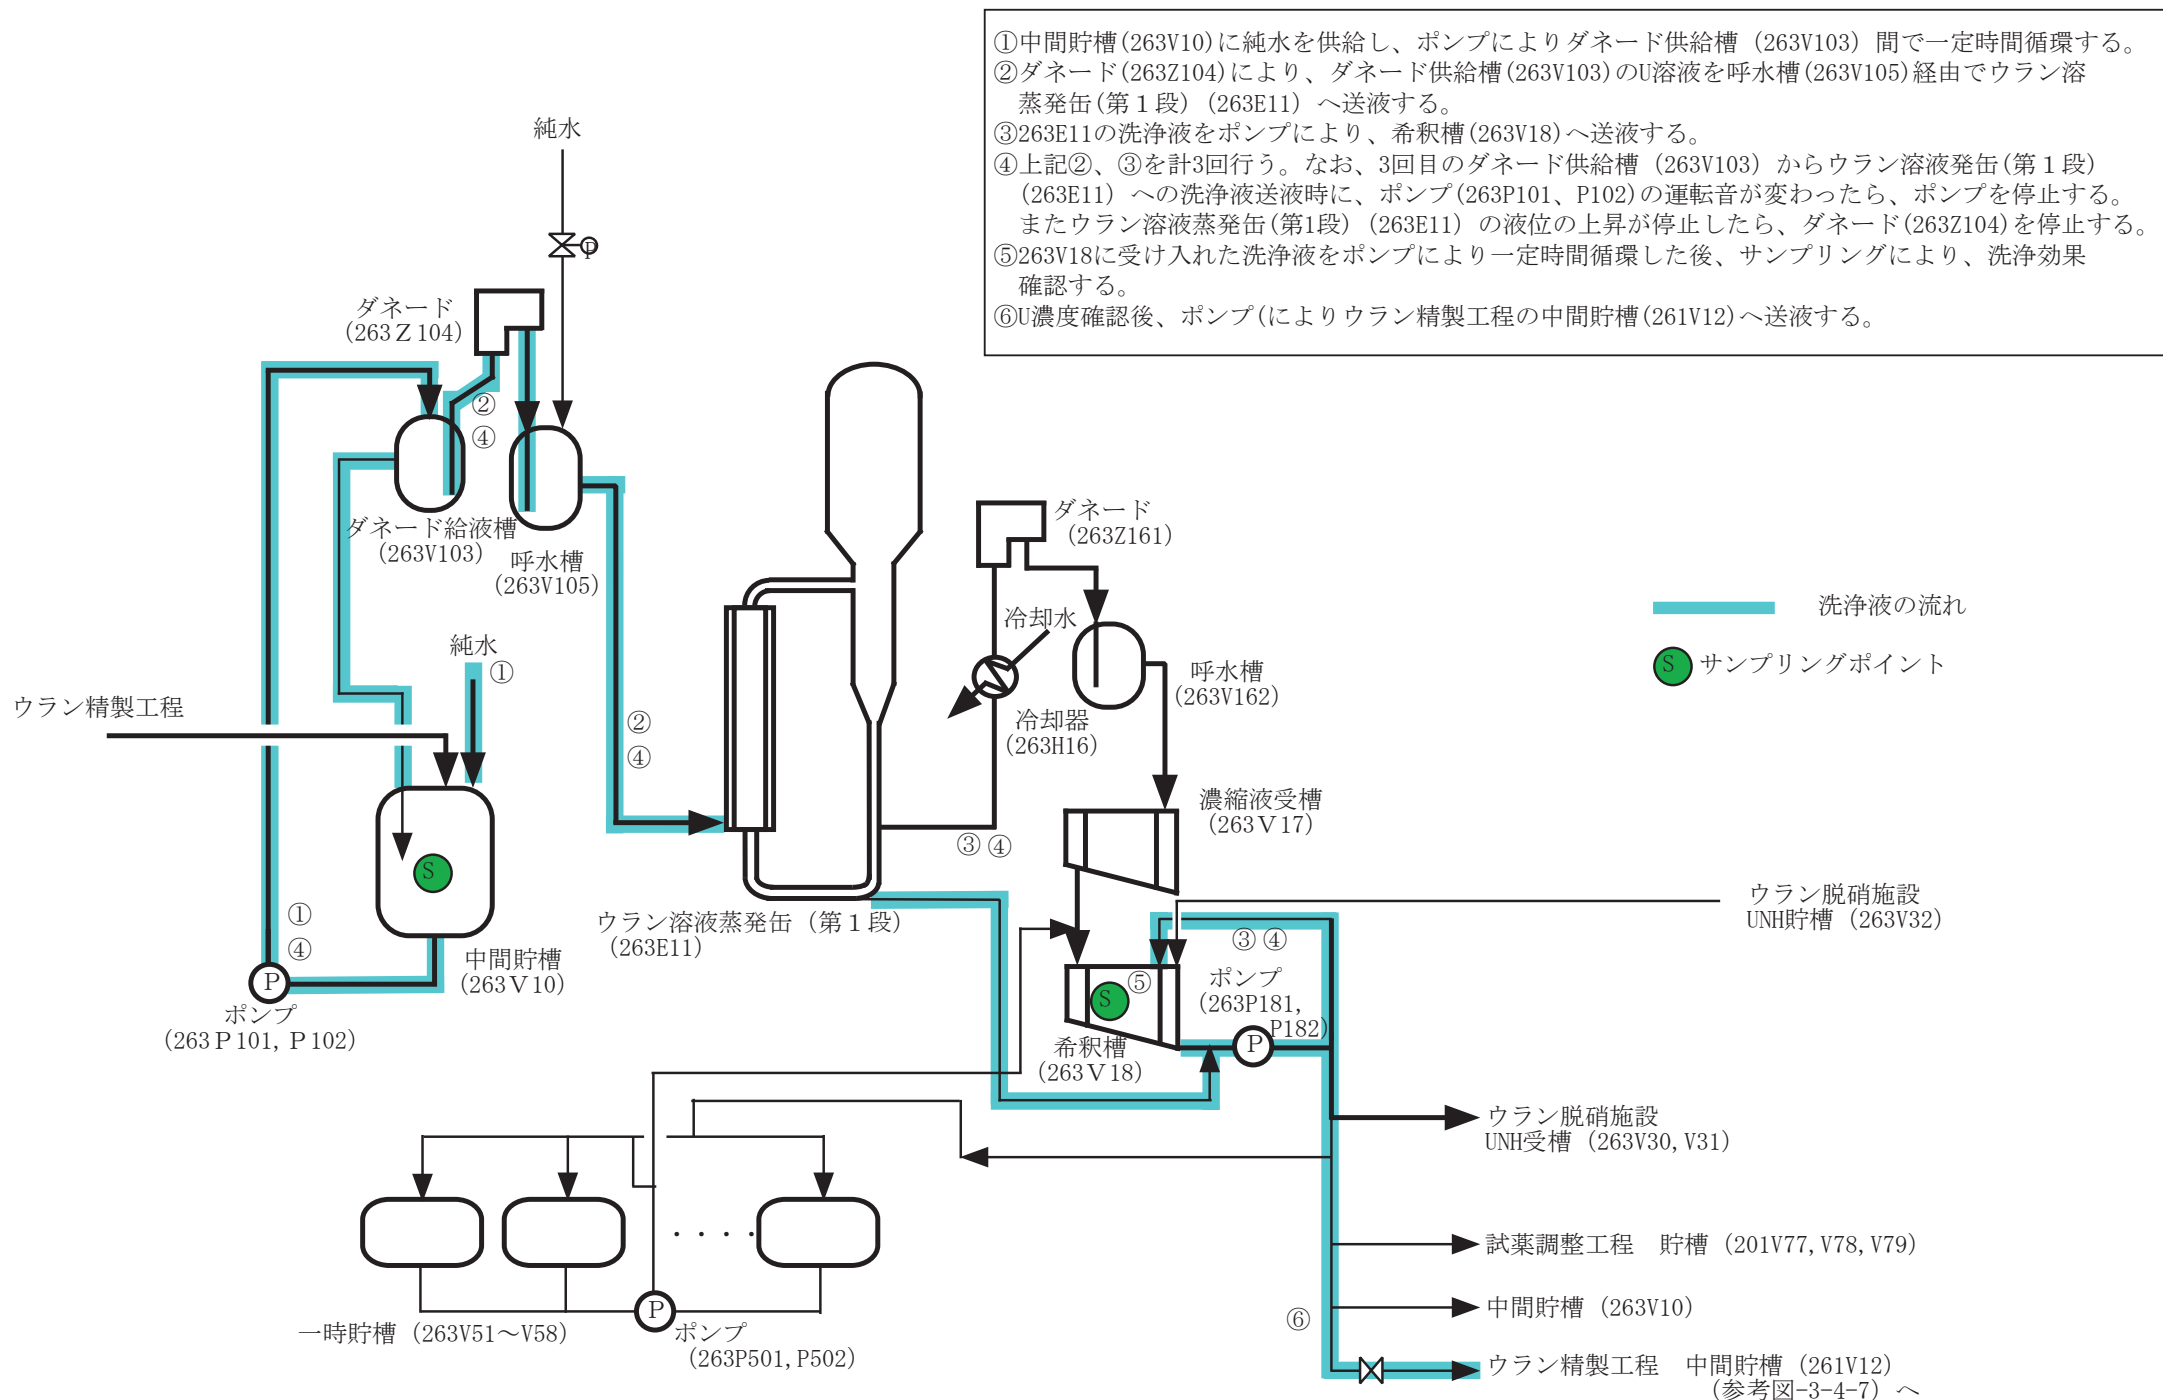 ①中間貯槽(263V10)に純水を供給し、ポンプによりダネード供給槽（263V103）間で一定時間循環する。
②ダネード(263Z104)により、ダネード供給槽(263V103)のU溶液を呼水槽(263V105)経由でウラン溶
蒸発缶(第１段)（263E11）へ送液する。
③263E11の洗浄液をポンプにより、希釈槽(263V18)へ送液する。
④上記②、③を計3回行う。なお、3回目のダネード供給槽（263V103）からウラン溶液発缶(第１段)
(263E11）への洗浄液送液時に、ポンプ(263P101、P102)の運転音が変わったら、ポンプを停止する。
またウラン溶液蒸発缶(第1段)（263E11）の液位の上昇が停止したら、ダネード(263Z104)を停止する。
⑤263V18に受け入れた洗浄液をポンプにより一定時間循環した後、サンプリングにより、洗浄効果
確認する。
⑥U濃度確認後、ポンプ(によりウラン精製工程の中間貯槽(261V12)へ送液する。
純水
P
ダネード
（263Ｚ104）
②
④
ダネード給液槽
（263V103）
呼水槽
（263V105）
ダネード
（263Z161）
冷却水
洗浄液の流れ
S サンプリングポイント
純水
①
呼水槽
（263V162）
ウラン精製工程
②
④
冷却器
（263H16）
濃縮液受槽
（263Ｖ17）
③④
S
ウラン溶液蒸発缶（第１段）
（263E11）
ウラン脱硝施設
UNH貯槽（263V32）
①
④
③④
中間貯槽
（263Ｖ10）
P
ポンプ
（263Ｐ101,Ｐ102）
⑤
S
ポンプ
（263P181,
P182）
P
希釈槽
（263Ｖ18）
ウラン脱硝施設
UNH受槽（263V30,V31）
・・・・
試薬調整工程　貯槽（201V77,V78,V79）
中間貯槽（263V10）
⑥
P
一時貯槽（263V51～V58）
ポンプ
（263P501,P502）
ウラン精製工程　中間貯槽（261V12）
（参考図-3-4-7）へ